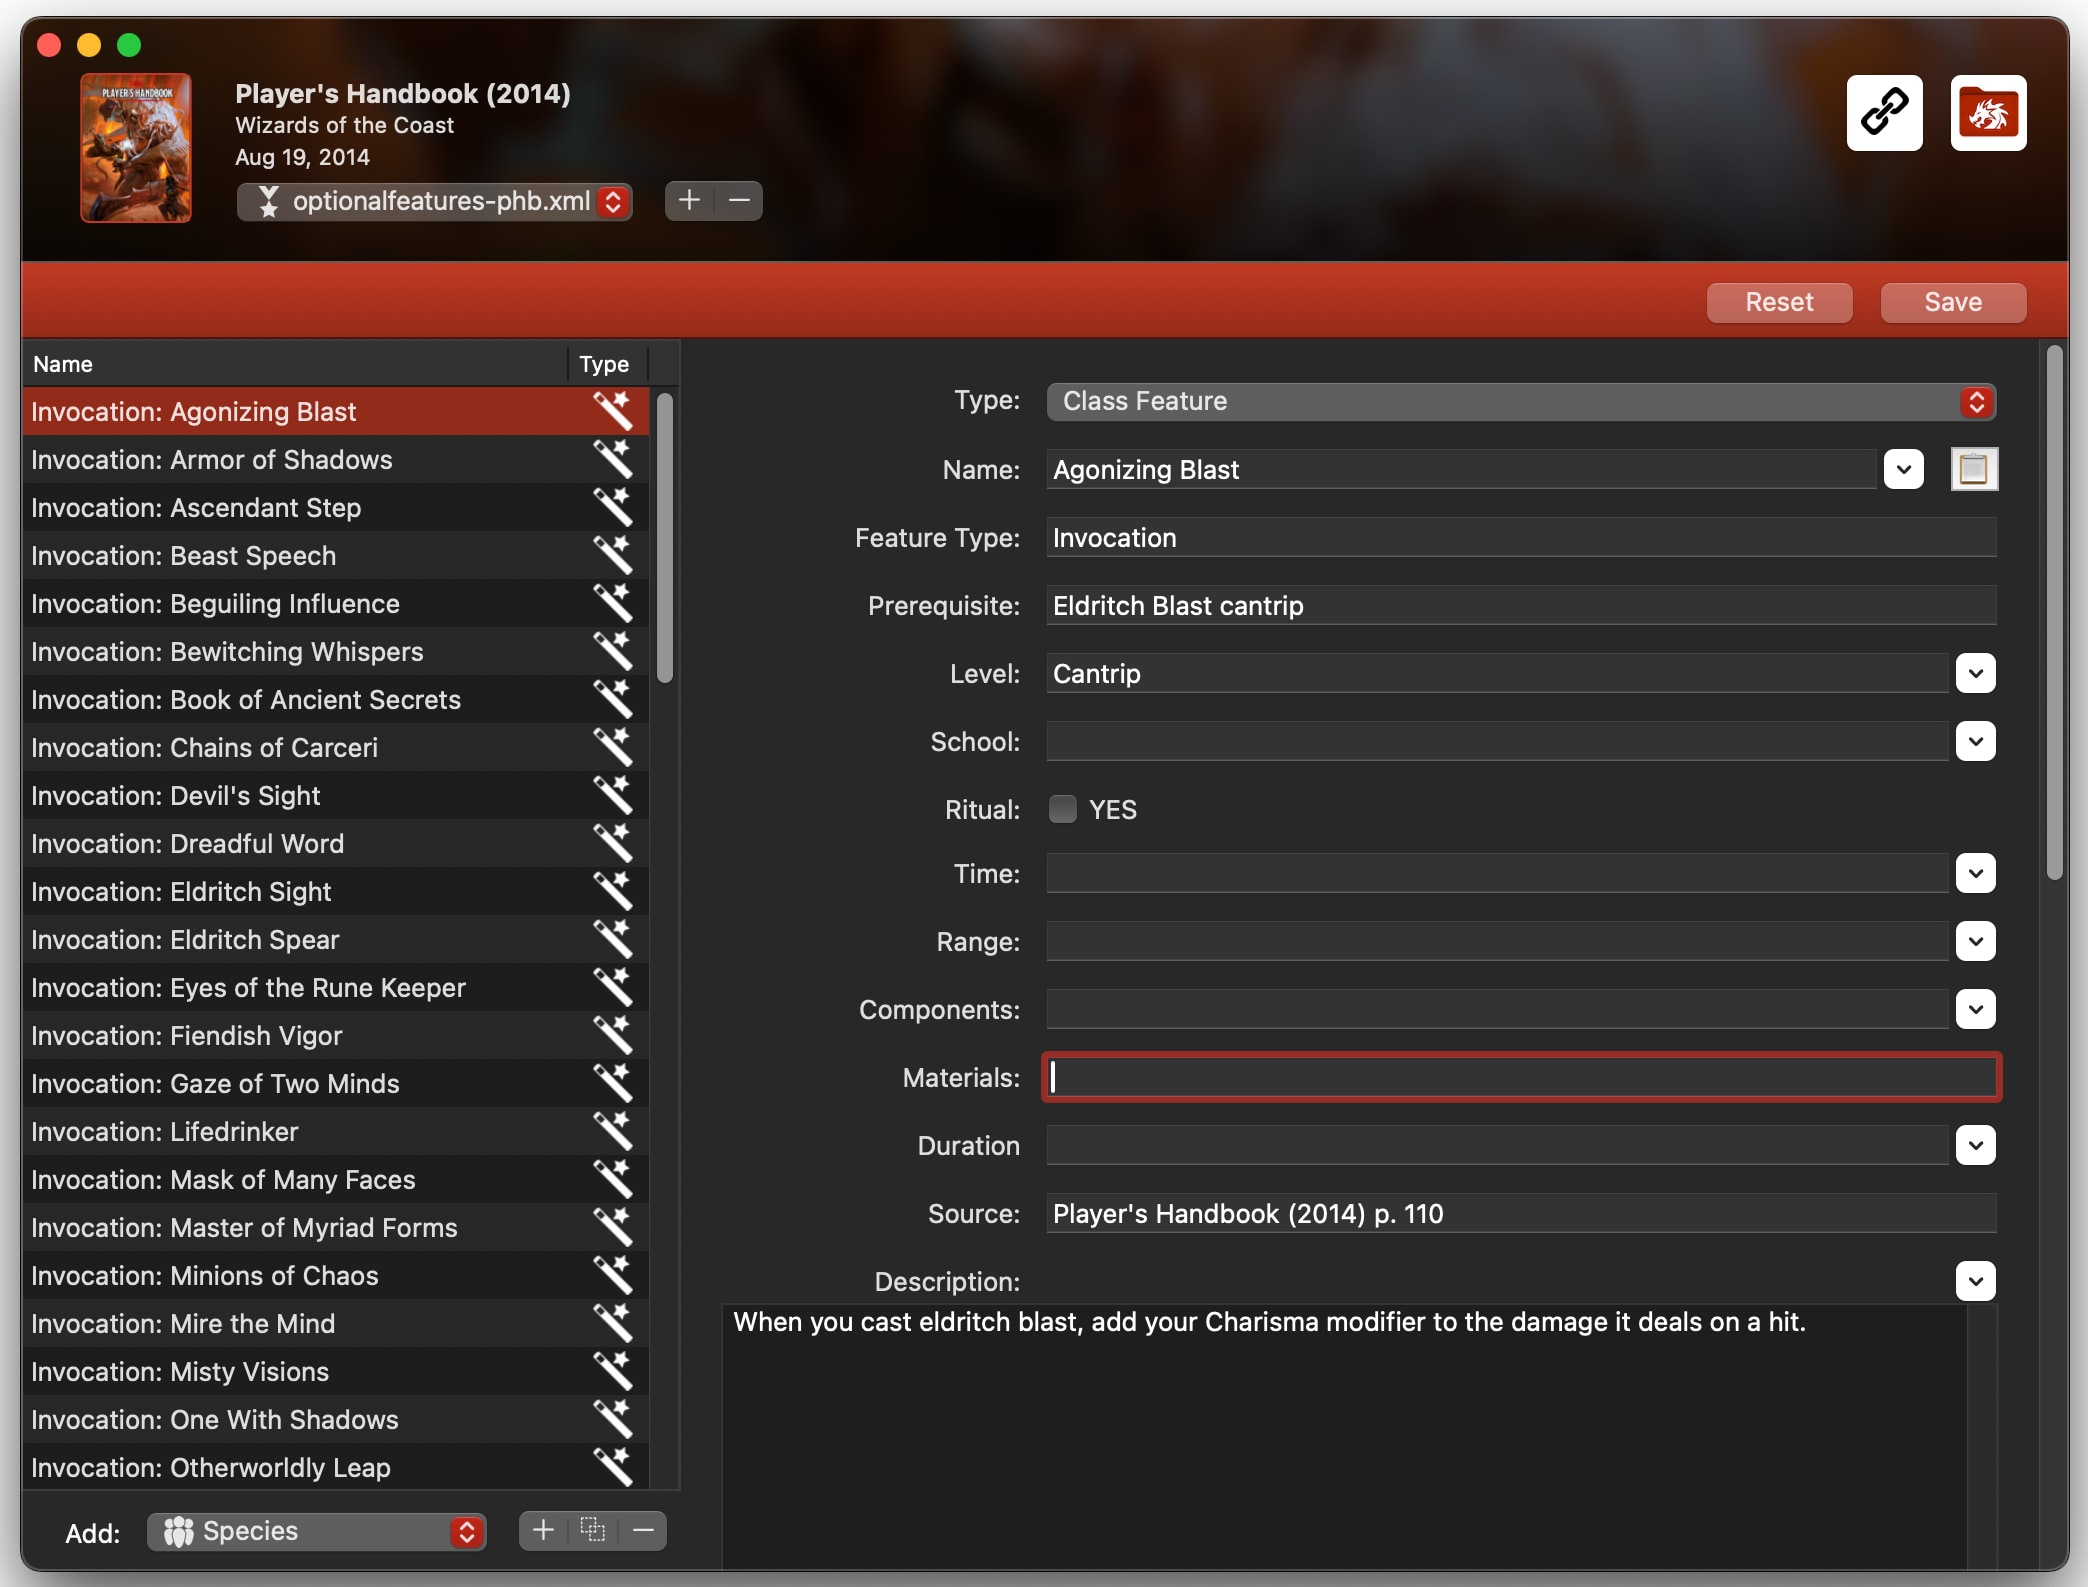 PLAYER'S HANDBOOK
Player's Handbook (2014)
Wizards of the Coast
Aug 19, 2014
optionalfeatures-phb.xml
Reset
Save
Name
Type
Invocation: Agonizing Blast
Invocation: Armor of Shadows
Invocation: Ascendant Step
Invocation: Beast Speech
Invocation: Beguiling Influence
Invocation: Bewitching Whispers
Invocation: Book of Ancient Secrets
Invocation: Chains of Carceri
Invocation: Devil's Sight
Invocation: Dreadful Word
Invocation: Eldritch Sight
Invocation: Eldritch Spear
Invocation: Eyes of the Rune Keeper
Invocation: Fiendish Vigor
Invocation: Gaze of Two Minds
Invocation: Lifedrinker
Invocation: Mask of Many Faces
Invocation: Master of Myriad Forms
Invocation: Minions of Chaos
Invocation: Mire the Mind
Invocation: Misty Visions
Invocation: One With Shadows
Invocation: Otherworldly Leap
Add:
Species
Type: Class Feature
Name: Agonizing Blast
Feature Type: Invocation
Prerequisite: Eldritch Blast cantrip
Level: Cantrip
School:
Ritual: YES
Time:
Range:
Components:
Materials:
Duration
Source: Player's Handbook (2014) p. 110
Description:
When you cast eldritch blast, add your Charisma modifier to the damage it deals on a hit.